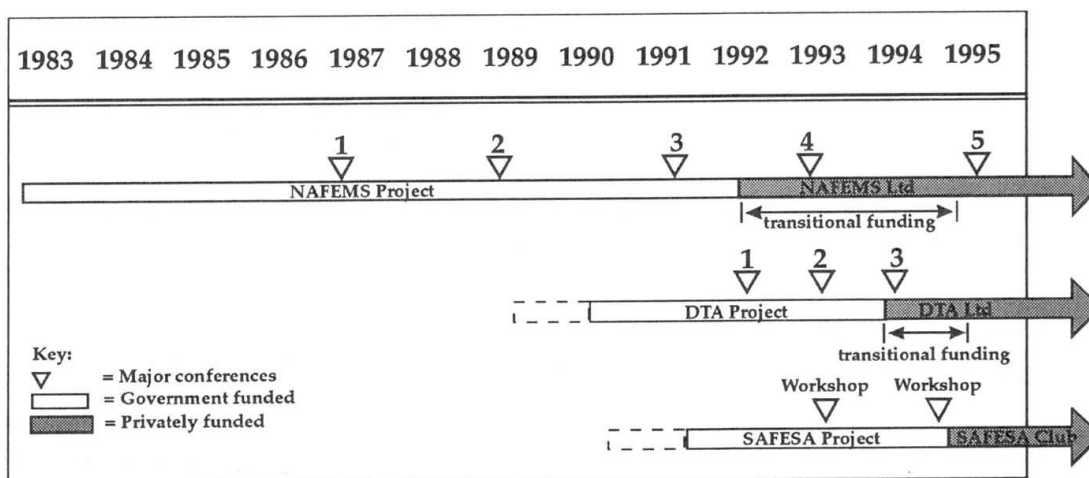 1983 1984 1985 1986 1987 1988 1989 1990 1991 1992 1993 1994 1995
1 2 3 4 5
NAFEMS Project NAFEMS Ltd
transitional funding
1 2 3
DTA Project DTA Ltd
transitional funding
Key:
= Major conferences
= Government funded
= Privately funded
Workshop Workshop
SAFESA Project SAFESA Club